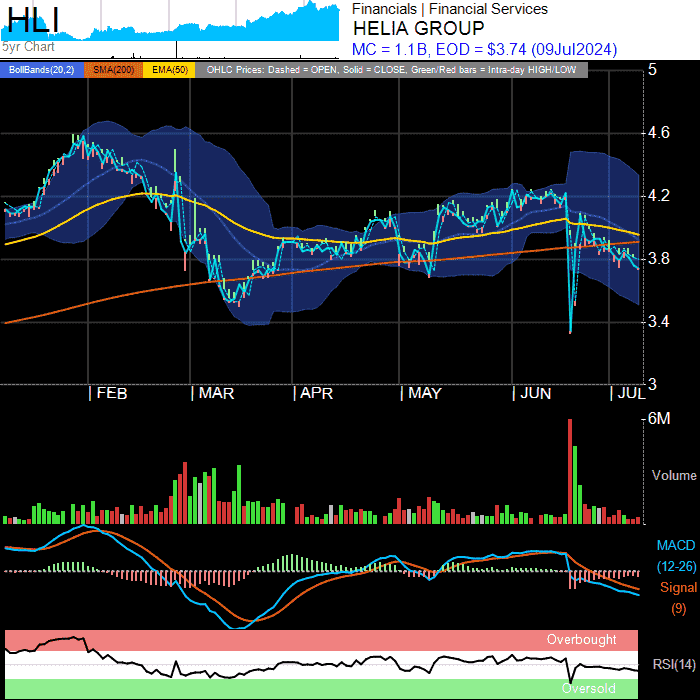 HLI
5yr Chart
Financials | Financial Services
HELIA GROUP
MC = 1.1B, EOD = $3.74 (09Jul2024)
BollBands(20,2) SMA(200) EMA(50) OHLC Prices: Dashed = OPEN, Solid = CLOSE, Green/Red bars = Intra-day HIGH/LOW
5
4.6
4.2
3.8
3.4
3
| FEB | MAR | APR | MAY | JUN | JUL
6M
Volume
MACD
(12-26)
Signal
(9)
Overbought
RSI(14)
Oversold